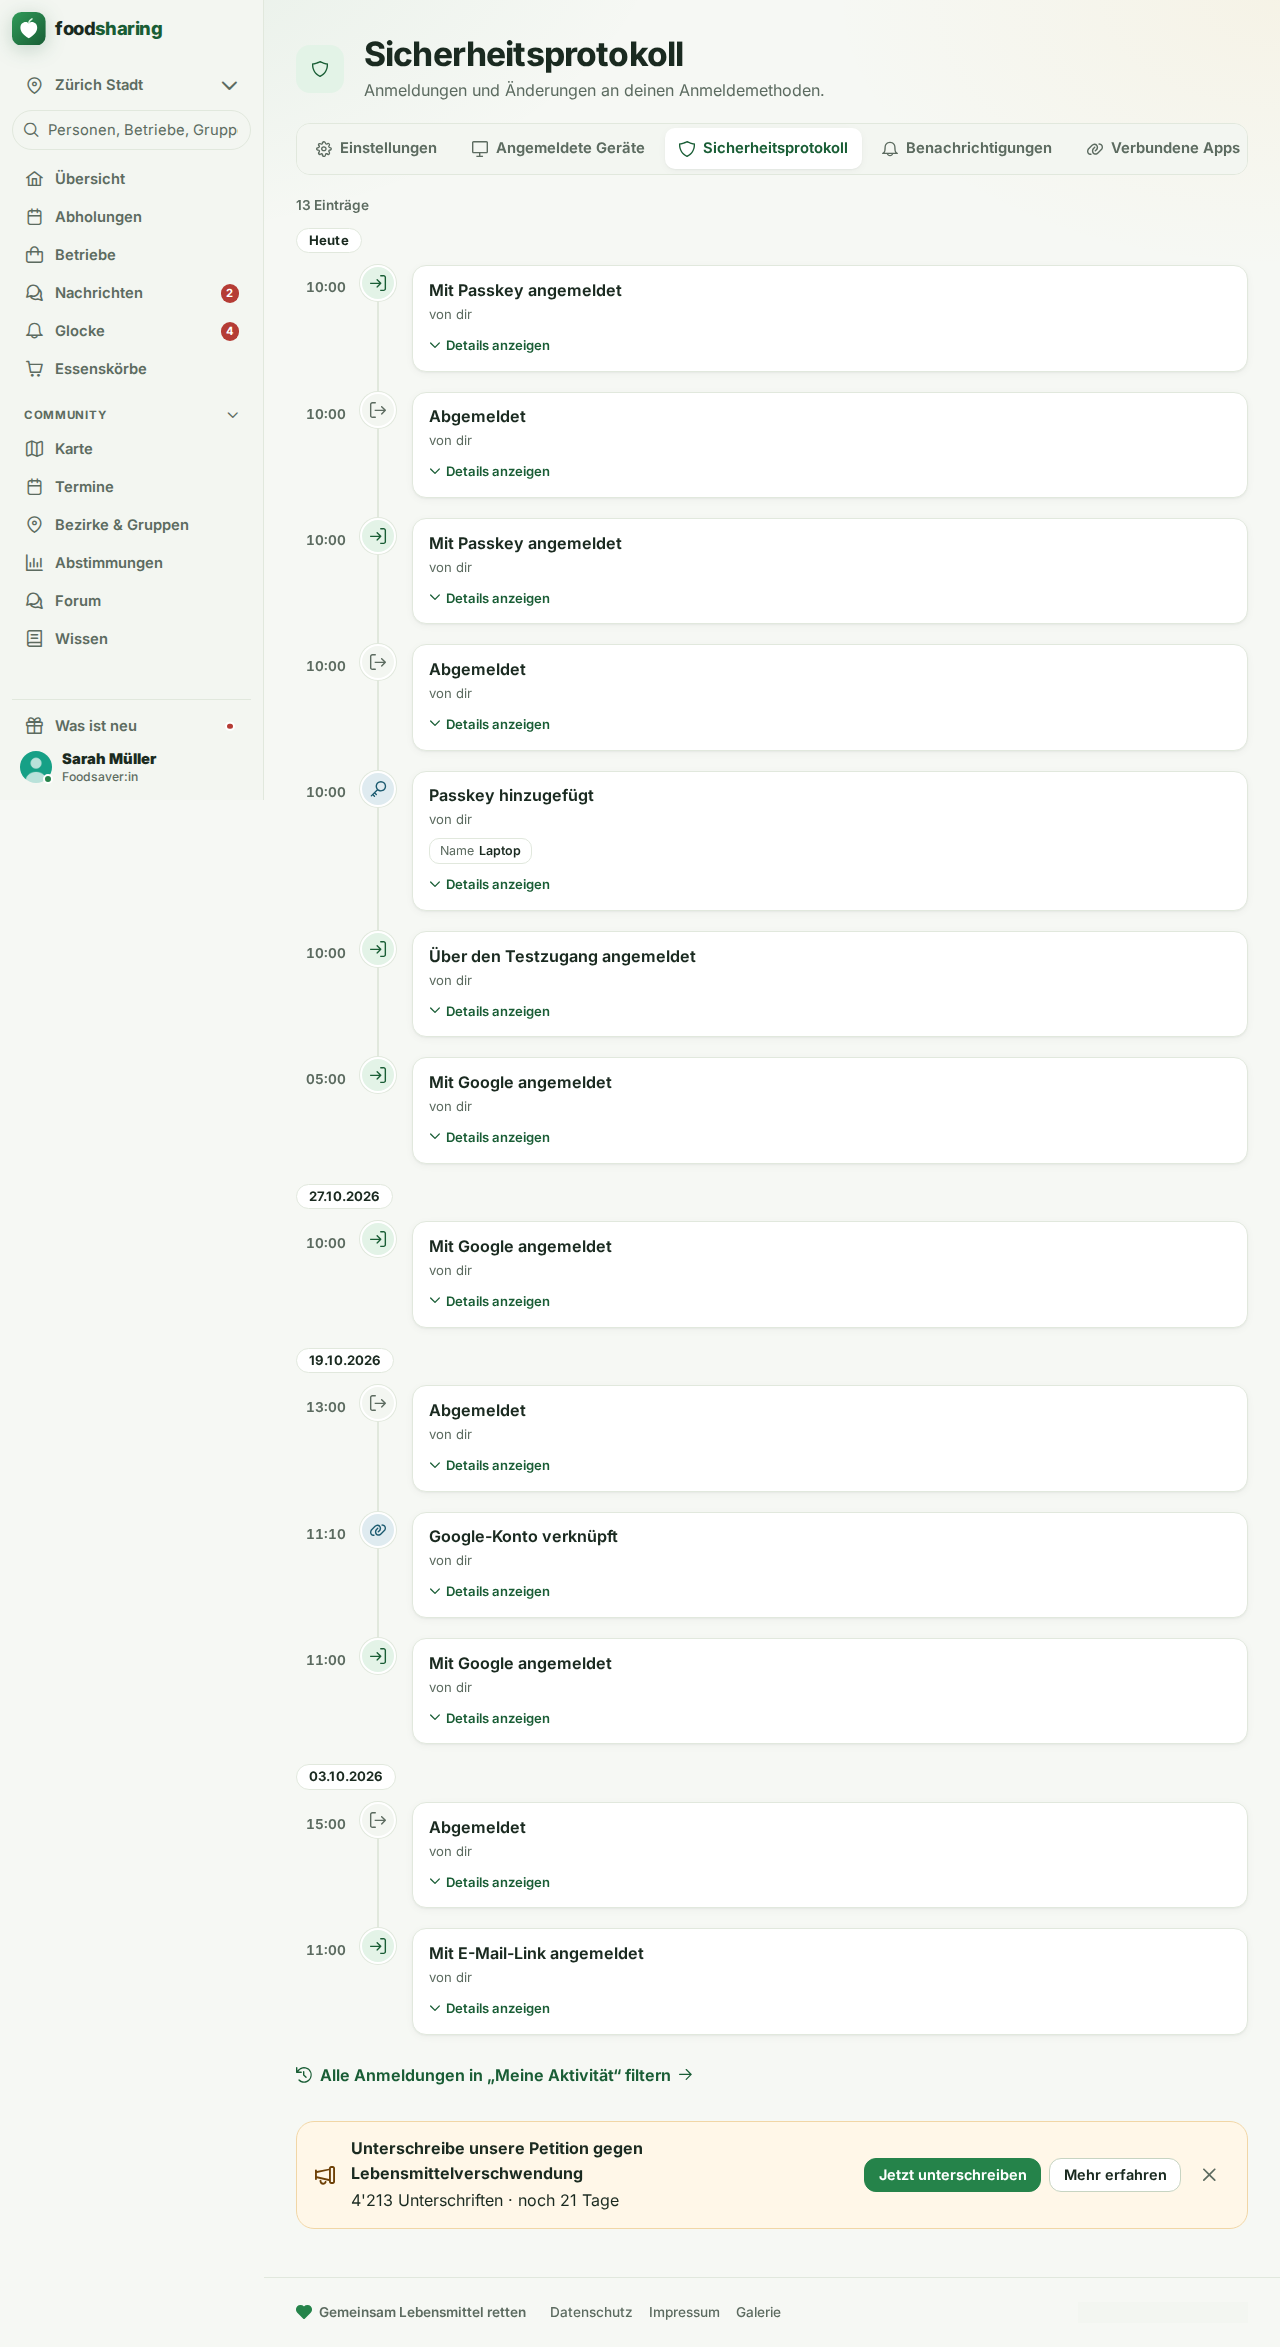 foodsharing
Zürich Stadt
Personen, Betriebe, Grupp
Übersicht
Abholungen
Betriebe
Nachrichten 2
Glocke 4
Essenskörbe
COMMUNITY
Karte
Termine
Bezirke & Gruppen
Abstimmungen
Forum
Wissen
Was ist neu
Sarah Müller
Foodsaver:in
Sicherheitsprotokoll
Anmeldungen und Änderungen an deinen Anmeldemethoden.
Einstellungen Angemeldete Geräte Sicherheitsprotokoll Benachrichtigungen Verbundene Apps
13 Einträge
Heute
10:00 Mit Passkey angemeldet
von dir
Details anzeigen
10:00 Abgemeldet
von dir
Details anzeigen
10:00 Mit Passkey angemeldet
von dir
Details anzeigen
10:00 Abgemeldet
von dir
Details anzeigen
10:00 Passkey hinzugefügt
von dir
Name Laptop
Details anzeigen
10:00 Über den Testzugang angemeldet
von dir
Details anzeigen
05:00 Mit Google angemeldet
von dir
Details anzeigen
27.10.2026
10:00 Mit Google angemeldet
von dir
Details anzeigen
19.10.2026
13:00 Abgemeldet
von dir
Details anzeigen
11:10 Google-Konto verknüpft
von dir
Details anzeigen
11:00 Mit Google angemeldet
von dir
Details anzeigen
03.10.2026
15:00 Abgemeldet
von dir
Details anzeigen
11:00 Mit E-Mail-Link angemeldet
von dir
Details anzeigen
Alle Anmeldungen in „Meine Aktivität“ filtern
Unterschreibe unsere Petition gegen
Lebensmittelverschwendung
4'213 Unterschriften · noch 21 Tage
Jetzt unterschreiben Mehr erfahren
Gemeinsam Lebensmittel retten Datenschutz Impressum Galerie